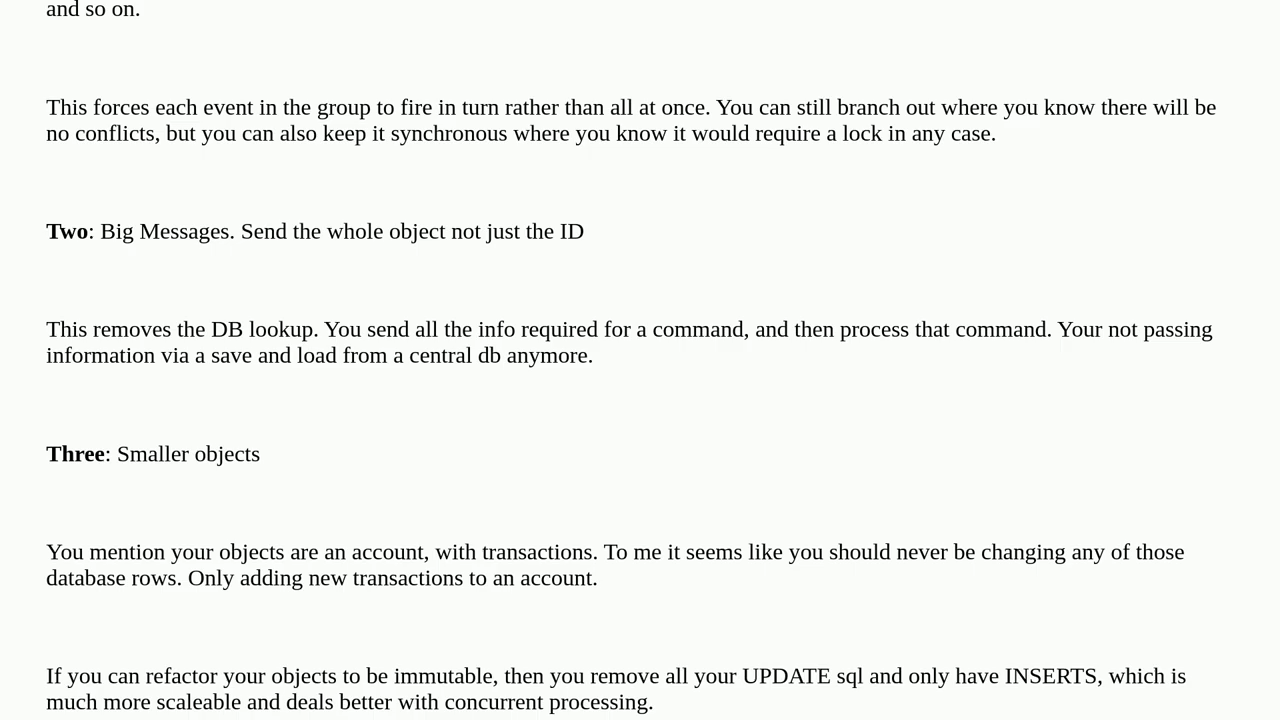 and so on.
This forces each event in the group to fire in turn rather than all at once. You can still branch out where you know there will be
no conflicts, but you can also keep it synchronous where you know it would require a lock in any case.
Two: Big Messages. Send the whole object not just the ID
This removes the DB lookup. You send all the info required for a command, and then process that command. Your not passing
information via a save and load from a central db anymore.
Three: Smaller objects
You mention your objects are an account, with transactions. To me it seems like you should never be changing any of those
database rows. Only adding new transactions to an account.
If you can refactor your objects to be immutable, then you remove all your UPDATE sql and only have INSERTS, which is
much more scaleable and deals better with concurrent processing.